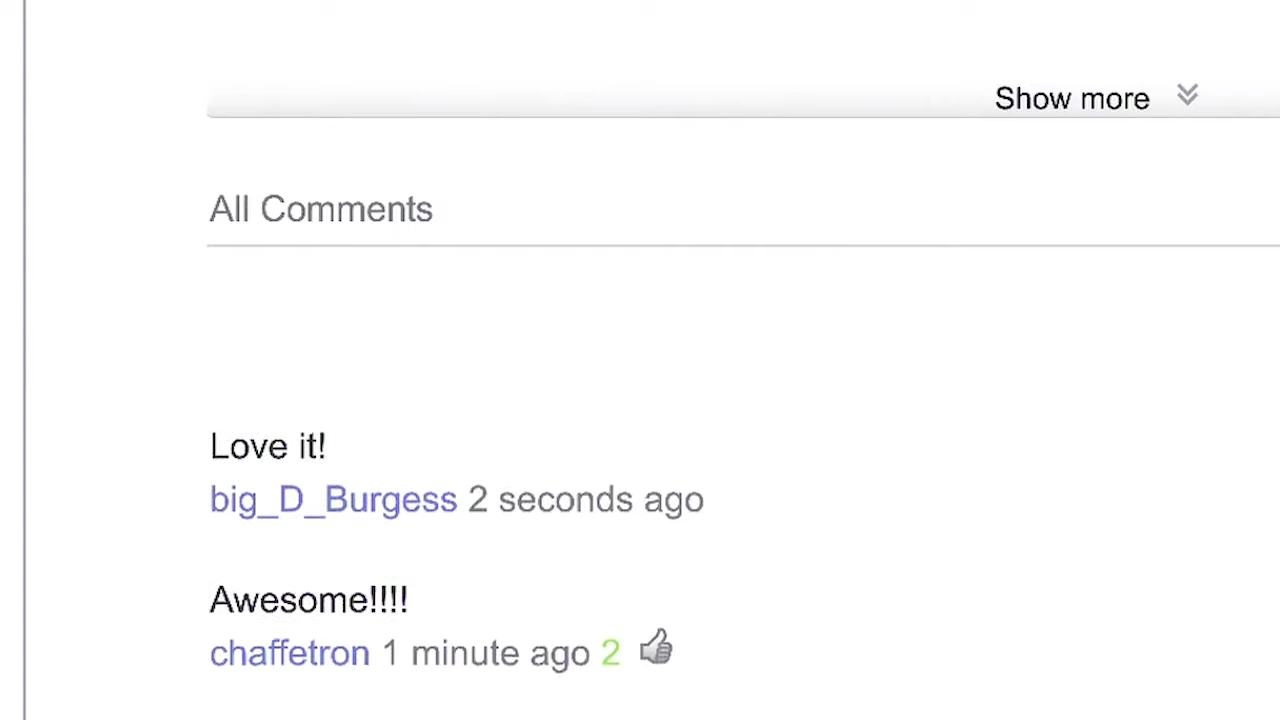 Show more
All Comments
Love it!
big_D_Burgess 2 seconds ago
Awesome!!!!
chaffetron 1 minute ago 2